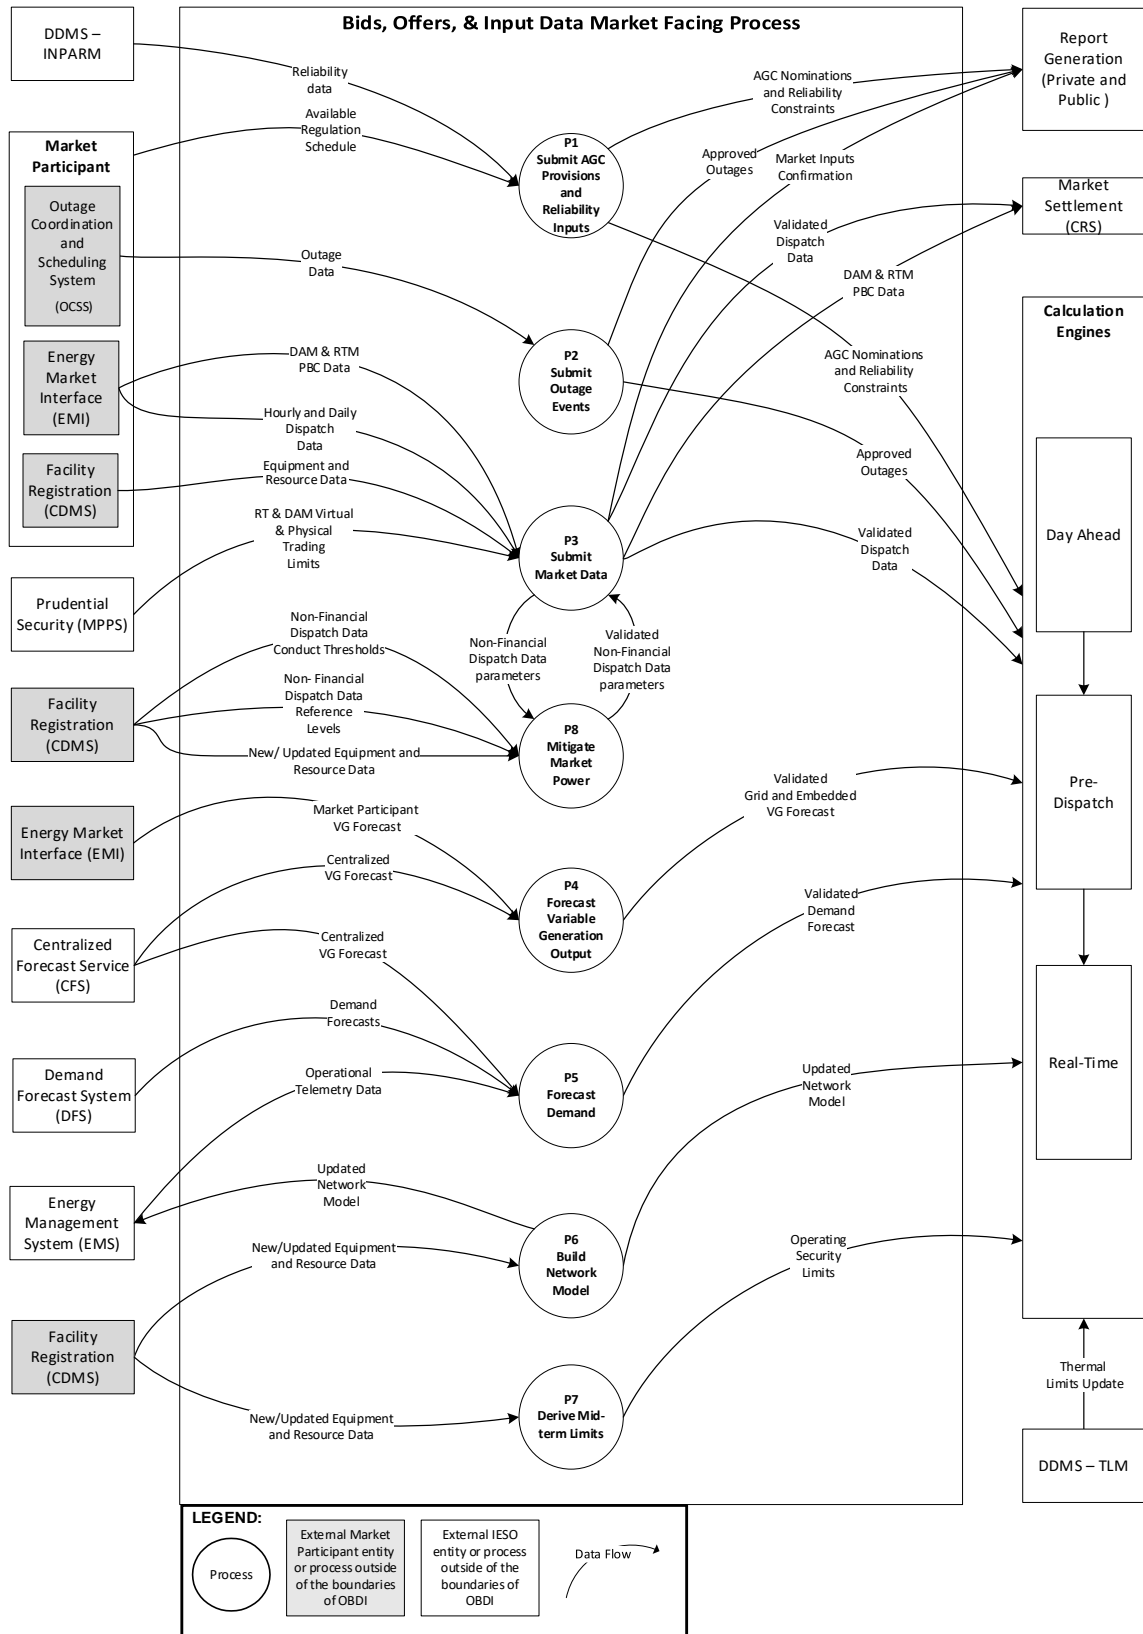 Bids, Offers, & Input Data Market Facing Process
DDMS –
INPARM
Market
Participant
Outage
Coordination
and
Scheduling
System
(OCSS)
Energy
Market
Interface
(EMI)
Facility
Registration
(CDMS)
Prudential
Security (MPPS)
Facility
Registration
(CDMS)
Energy Market
Interface (EMI)
Centralized
Forecast Service
(CFS)
Demand
Forecast System
(DFS)
Energy
Management
System (EMS)
Facility
Registration
(CDMS)
Reliability
data
Available
Regulation
Schedule
Outage
Data
DAM & RTM
PBC Data
Hourly and Daily
Dispatch
Data
Equipment and
Resource Data
RT & DAM Virtual
& Physical
Trading
Limits
Non-Financial
Dispatch Data
Conduct Thresholds
Non- Financial
Dispatch Data
Reference
Levels
New/ Updated Equipment and
Resource Data
Market Participant
VG Forecast
Centralized
VG Forecast
Centralized
VG Forecast
Demand
Forecasts
Operational
Telemetry Data
Updated
Network
Model
New/Updated Equipment
and Resource Data
New/Updated Equipment
and Resource Data
P1
Submit AGC
Provisions
and
Reliability
Inputs
P2
Submit
Outage
Events
P3
Submit
Market Data
Non-Financial
Dispatch Data
parameters
Validated
Non-Financial
Dispatch Data
parameters
P8
Mitigate
Market
Power
P4
Forecast
Variable
Generation
Output
P5
Forecast
Demand
P6
Build
Network
Model
P7
Derive Mid-
term Limits
AGC Nominations
and Reliability
Constraints
Approved
Outages
Market Inputs
Confirmation
Validated
Dispatch
Data
DAM & RTM
PBC Data
AGC Nominations
and Reliability
Constraints
Approved
Outages
Validated
Dispatch
Data
Validated
Grid and Embedded
VG Forecast
Validated
Demand
Forecast
Updated
Network
Model
Operating
Security
Limits
Report
Generation
(Private and
Public )
Market
Settlement
(CRS)
Calculation
Engines
Day Ahead
Pre-
Dispatch
Real-Time
Thermal
Limits Update
DDMS – TLM
LEGEND:
Process
External Market
Participant entity
or process outside
of the boundaries
of OBDI
External IESO
entity or process
outside of the
boundaries of
OBDI
Data Flow